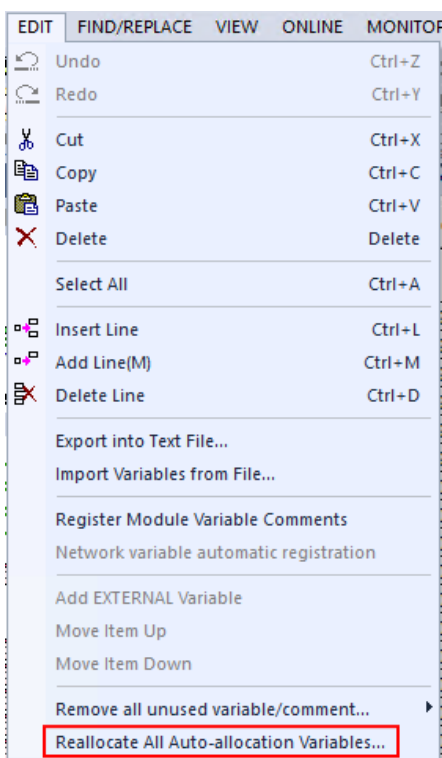 EDIT FIND/REPLACE VIEW ONLINE MONITOR
Undo Ctrl+Z
Redo Ctrl+Y
Cut Ctrl+X
Copy Ctrl+C
Paste Ctrl+V
Delete Delete
Select All Ctrl+A
Insert Line Ctrl+L
Add Line(M) Ctrl+M
Delete Line Ctrl+D
Export into Text File...
Import Variables from File...
Register Module Variable Comments
Network variable automatic registration
Add EXTERNAL Variable
Move Item Up
Move Item Down
Remove all unused variable/comment...
Reallocate All Auto-allocation Variables...